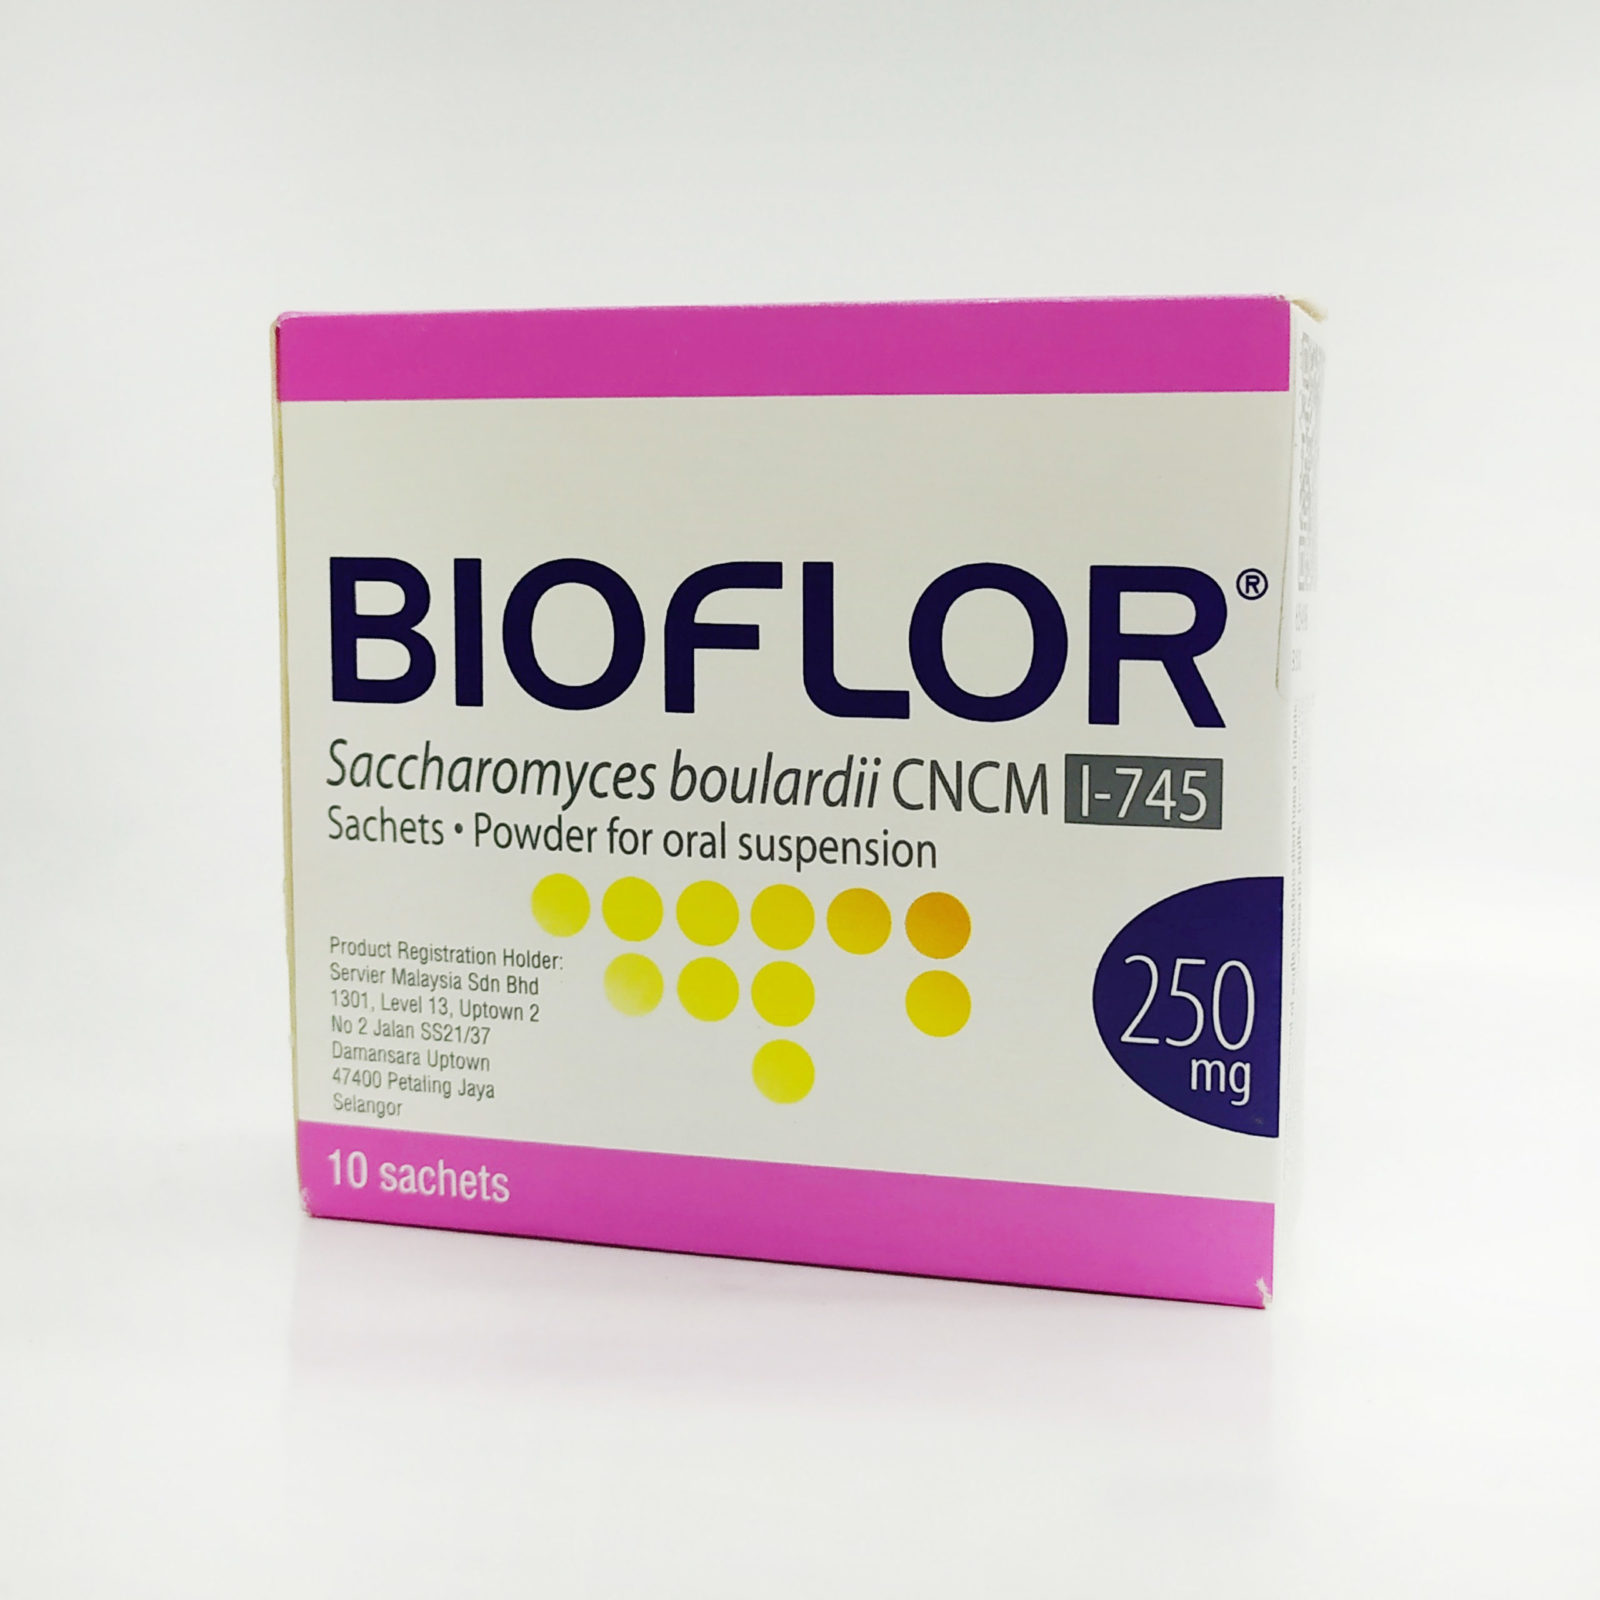 BIOFLOR®
Saccharomyces boulardii CNCM I-745
Sachets • Powder for oral suspension
Product Registration Holder:
Servier Malaysia Sdn Bhd
1301, Level 13, Uptown 2
No 2 Jalan SS21/37
Damansara Uptown
47400 Petaling Jaya
Selangor
250
mg
10 sachets